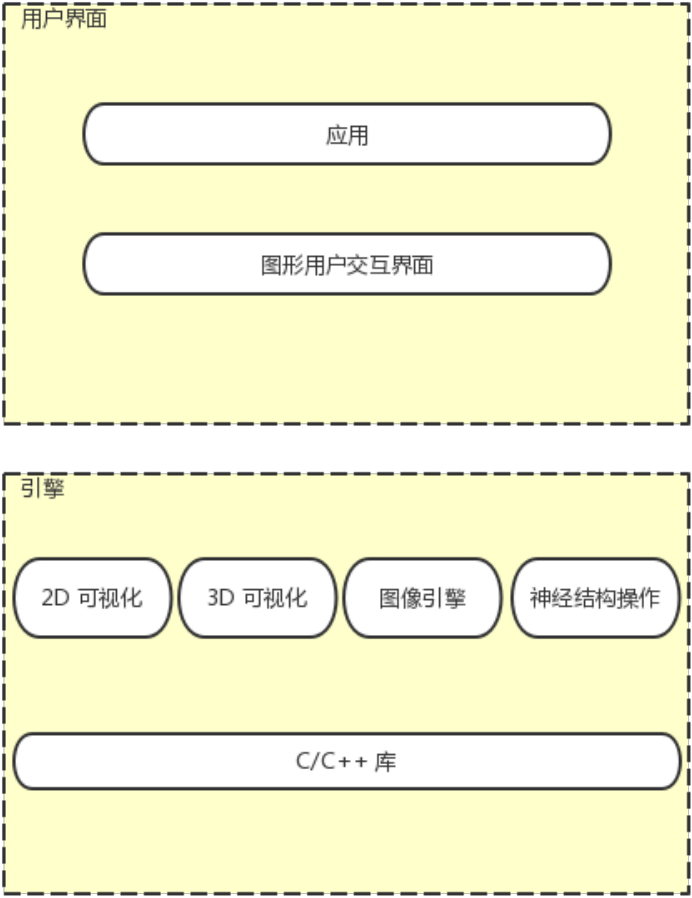 用户界面
应用
图形用户交互界面
引擎
2D 可视化
3D 可视化
图像引擎
神经结构操作
C/C++ 库